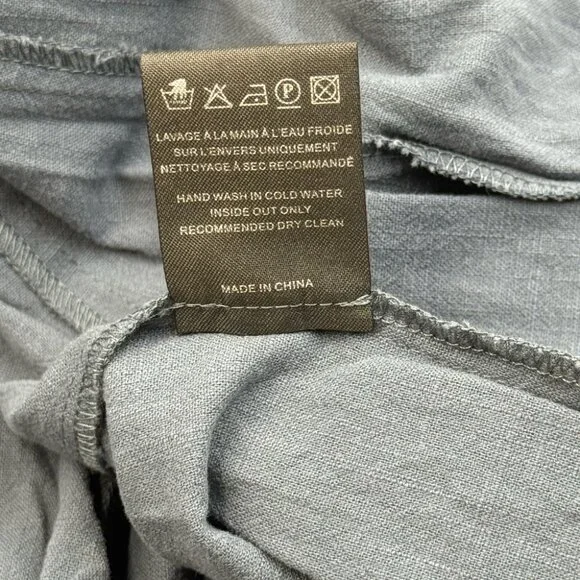 P
LAVAGE À LA MAIN À L'EAU FROIDE
SUR L'ENVERS UNIQUEMENT
NETTOYAGE À SEC RECOMMANDÉ
HAND WASH IN COLD WATER
INSIDE OUT ONLY
RECOMMENDED DRY CLEAN
MADE IN CHINA